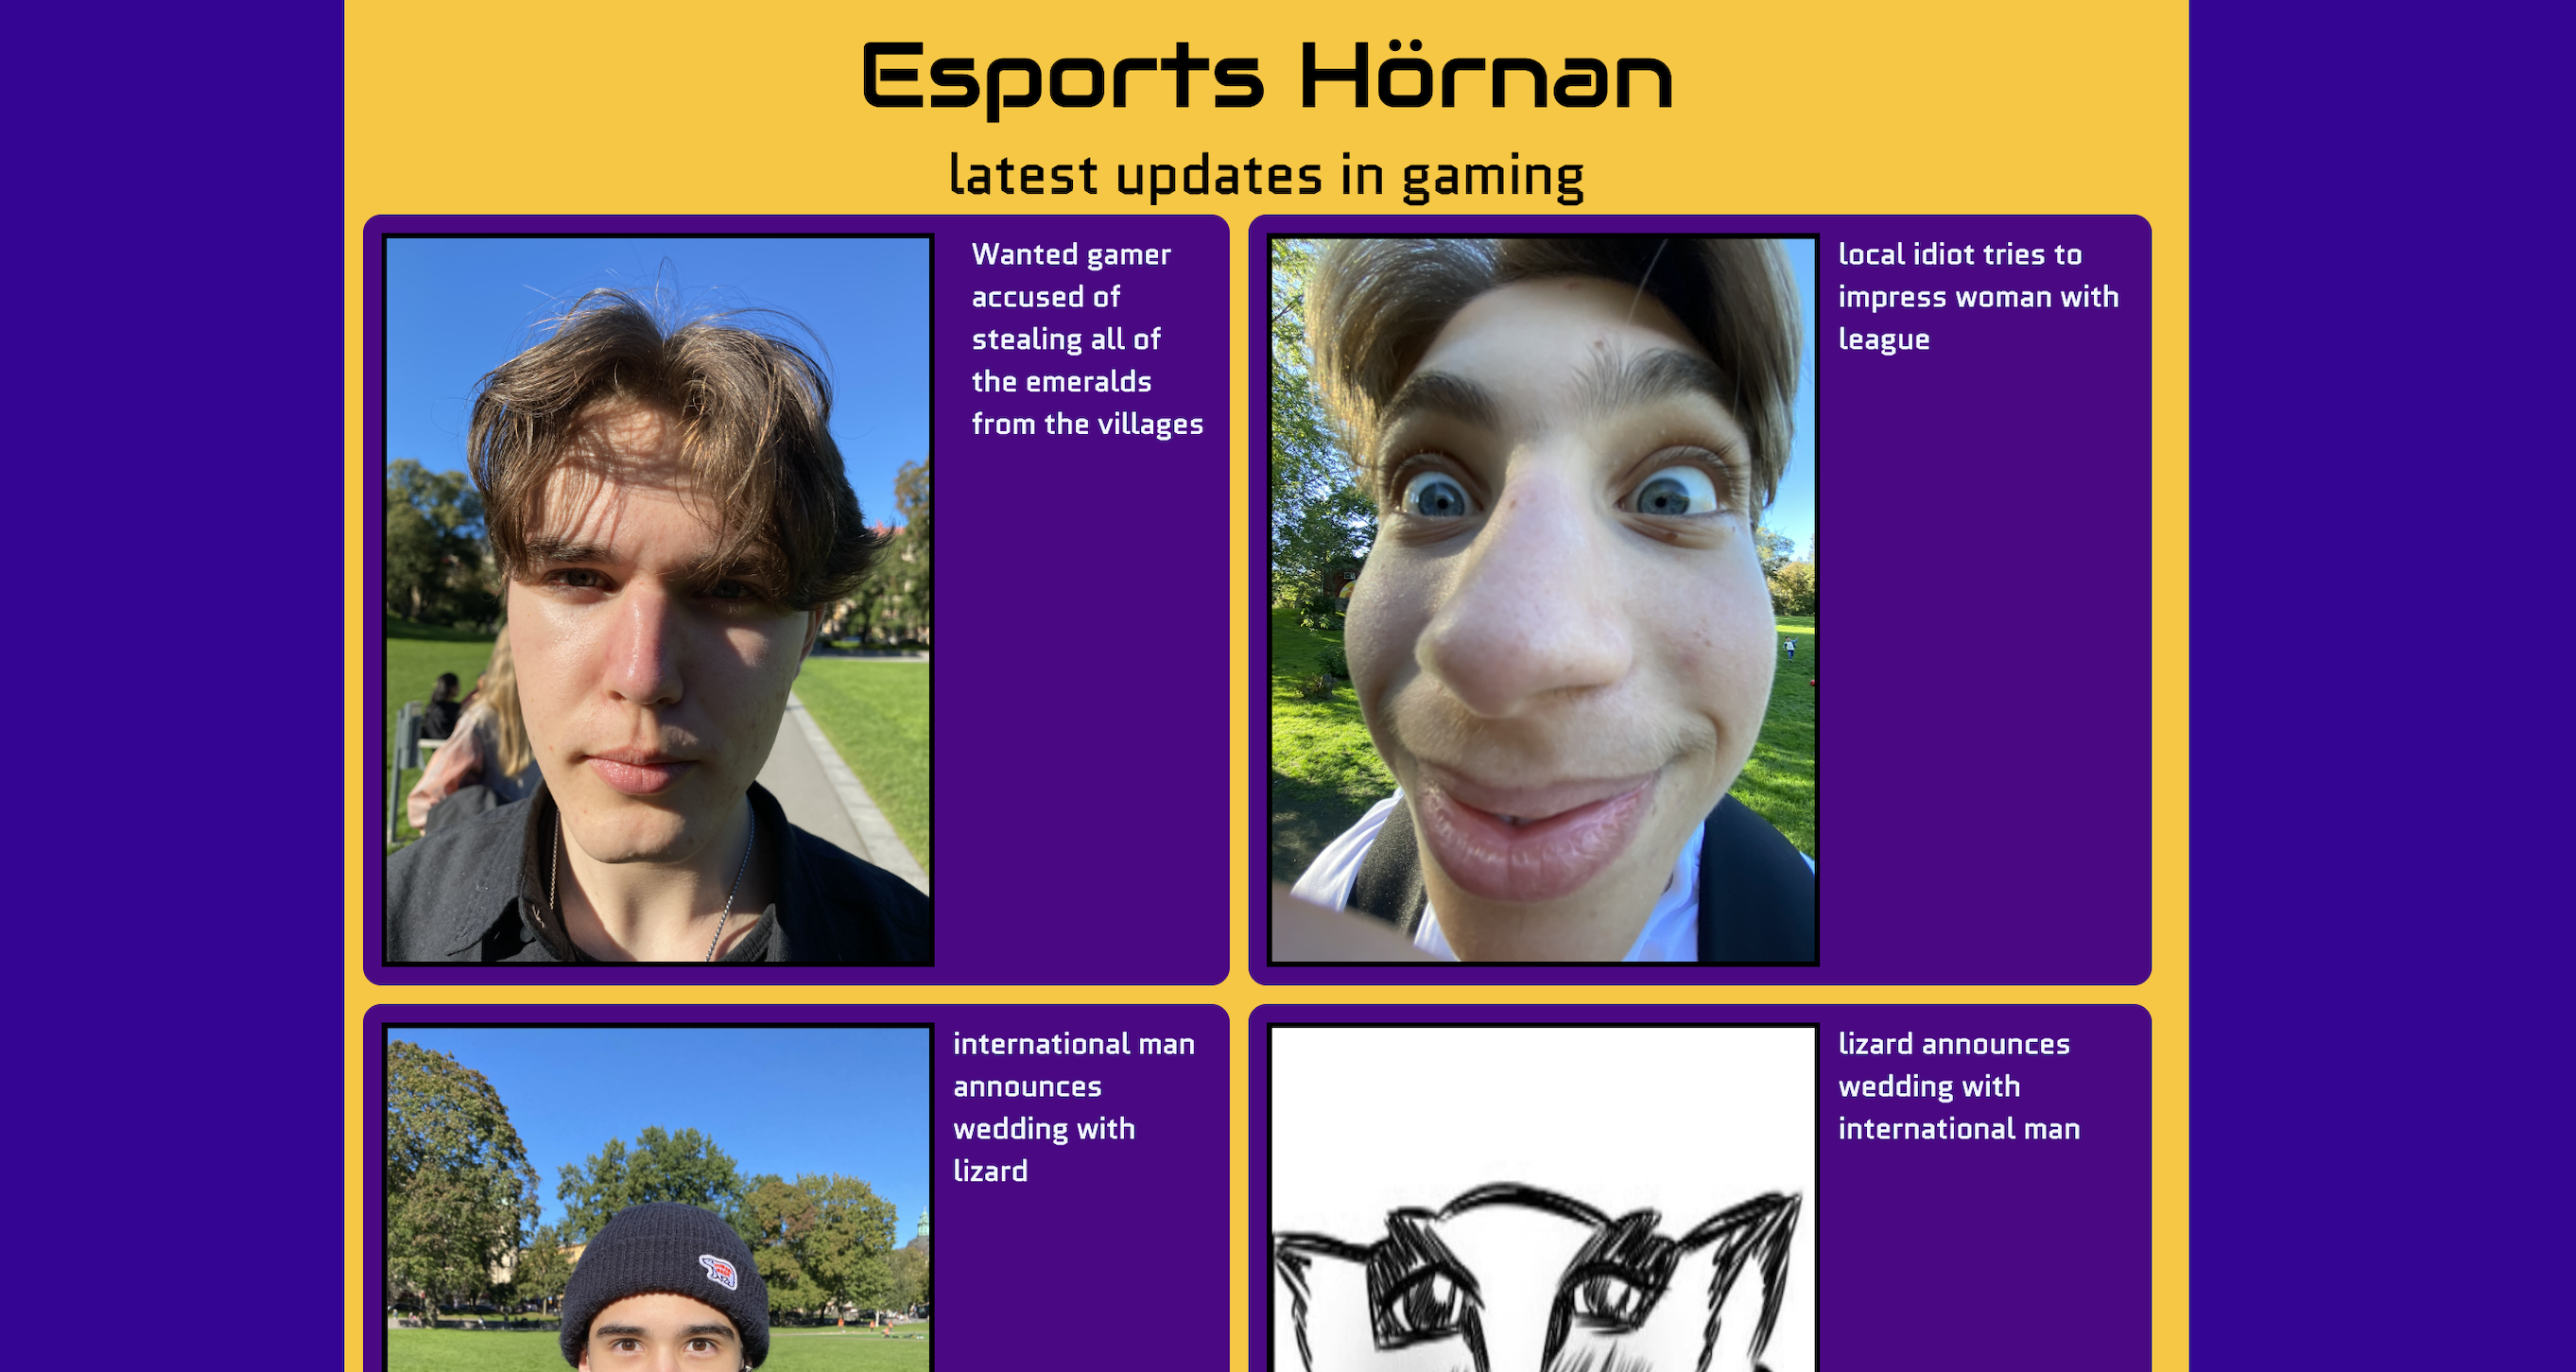 Esports Hörnan
latest updates in gaming
Wanted gamer
accused of
stealing all of
the emeralds
from the villages
local idiot tries to
impress woman with
league
international man
announces
wedding with
lizard
lizard announces
wedding with
international man